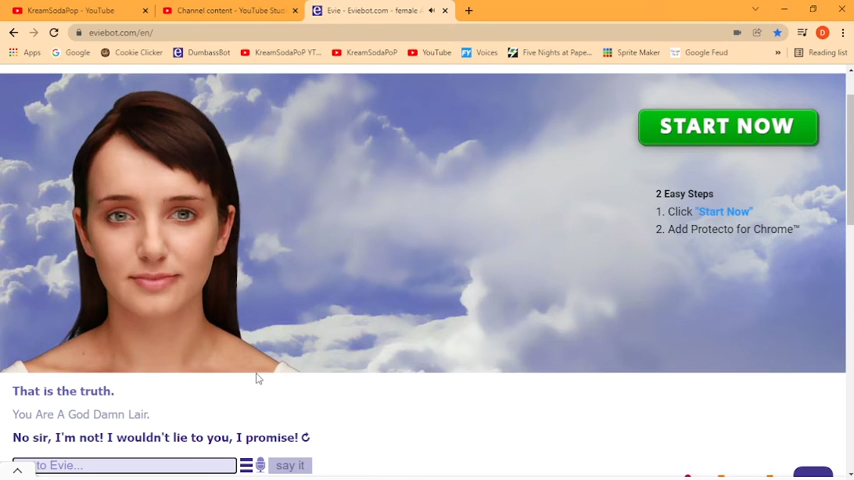 KreamSodaPop - YouTube
Channel content - YouTube Stud
Evie - Eviebot.com - female A
eviebot.com/en/
Apps
Google
Cookie Clicker
DumbassBot
KreamSodaPoP YT...
KreamSodaPoP
YouTube
Voices
Five Nights at Pape...
Sprite Maker
Google Feud
»
Reading list
START NOW
2 Easy Steps
1. Click "Start Now"
2. Add Protecto for Chrome™
That is the truth.
You Are A God Damn Lair.
No sir, I'm not! I wouldn't lie to you, I promise!
to Evie...
say it